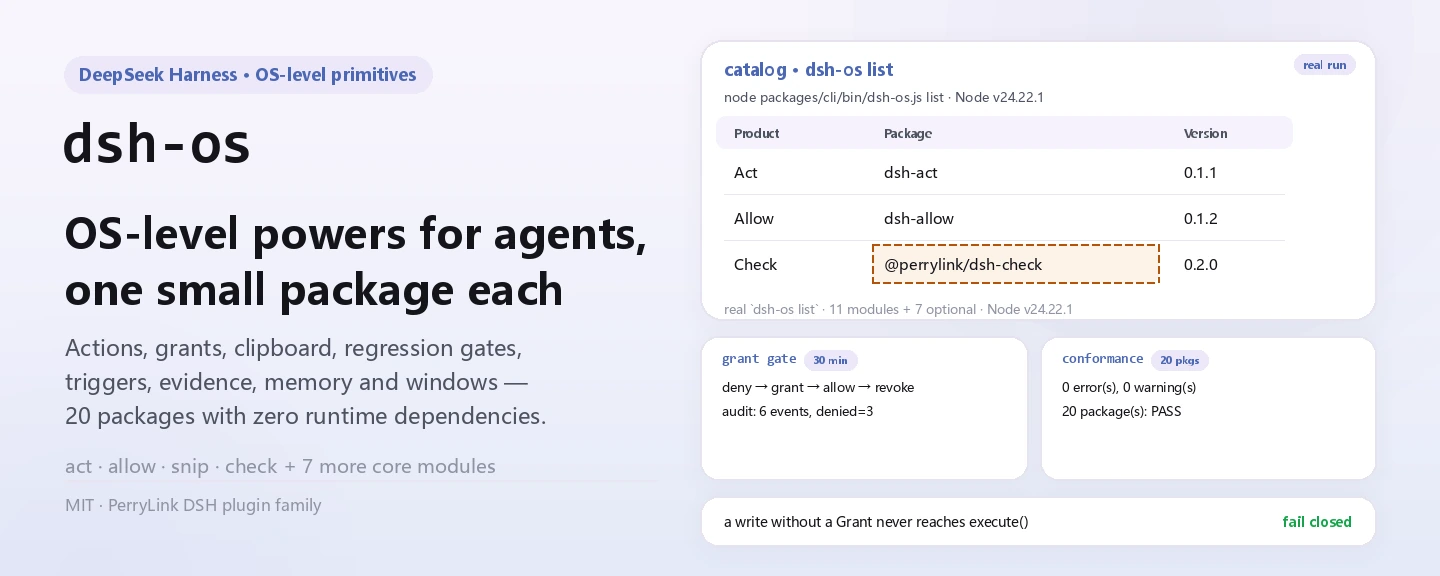 DeepSeek Harness • OS-level primitives
dsh-os
OS-level powers for agents,
one small package each
Actions, grants, clipboard, regression gates,
triggers, evidence, memory and windows —
20 packages with zero runtime dependencies.
act · allow · snip · check + 7 more core modules
MIT · PerryLink DSH plugin family
catalog • dsh-os list
real run
node packages/cli/bin/dsh-os.js list · Node v24.22.1
Product Package Version
Act dsh-act 0.1.1
Allow dsh-allow 0.1.2
Check @perrylink/dsh-check 0.2.0
real `dsh-os list` · 11 modules + 7 optional · Node v24.22.1
grant gate 30 min
deny → grant → allow → revoke
audit: 6 events, denied=3
conformance 20 pkgs
0 error(s), 0 warning(s)
20 package(s): PASS
a write without a Grant never reaches execute() fail closed